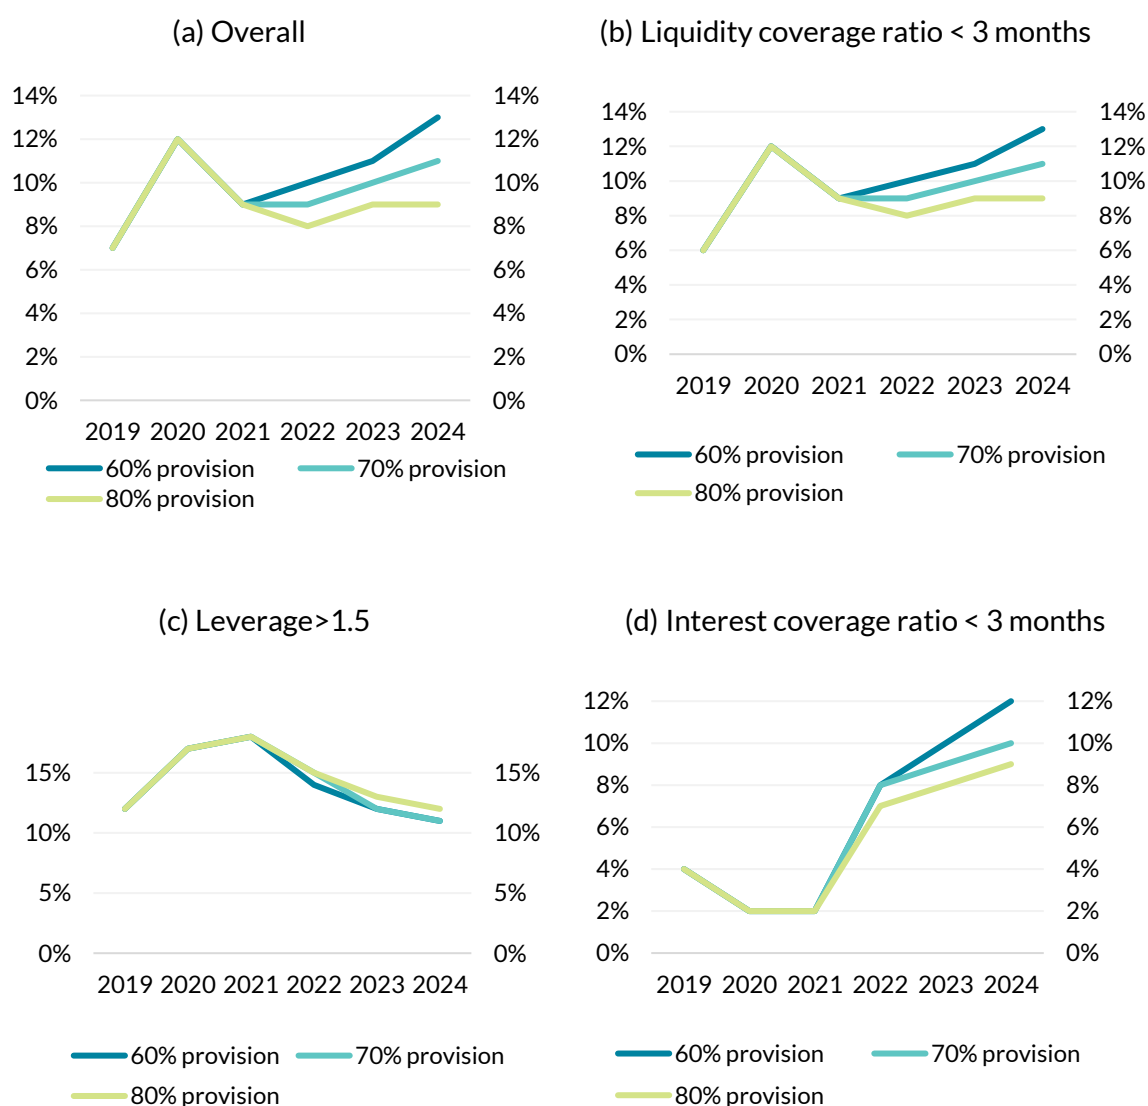 (a) Overall
14% 14%
12% 12%
10% 10%
8% 8%
6% 6%
4% 4%
2% 2%
0% 0%
2019 2020 2021 2022 2023 2024
60% provision 70% provision
80% provision
(b) Liquidity coverage ratio < 3 months
14% 14%
12% 12%
10% 10%
8% 8%
6% 6%
4% 4%
2% 2%
0% 0%
2019 2020 2021 2022 2023 2024
60% provision 70% provision
80% provision
(c) Leverage>1.5
15% 15%
10% 10%
5% 5%
0% 0%
2019 2020 2021 2022 2023 2024
60% provision 70% provision
80% provision
(d) Interest coverage ratio < 3 months
12% 12%
10% 10%
8% 8%
6% 6%
4% 4%
2% 2%
0% 0%
2019 2020 2021 2022 2023 2024
60% provision 70% provision
80% provision